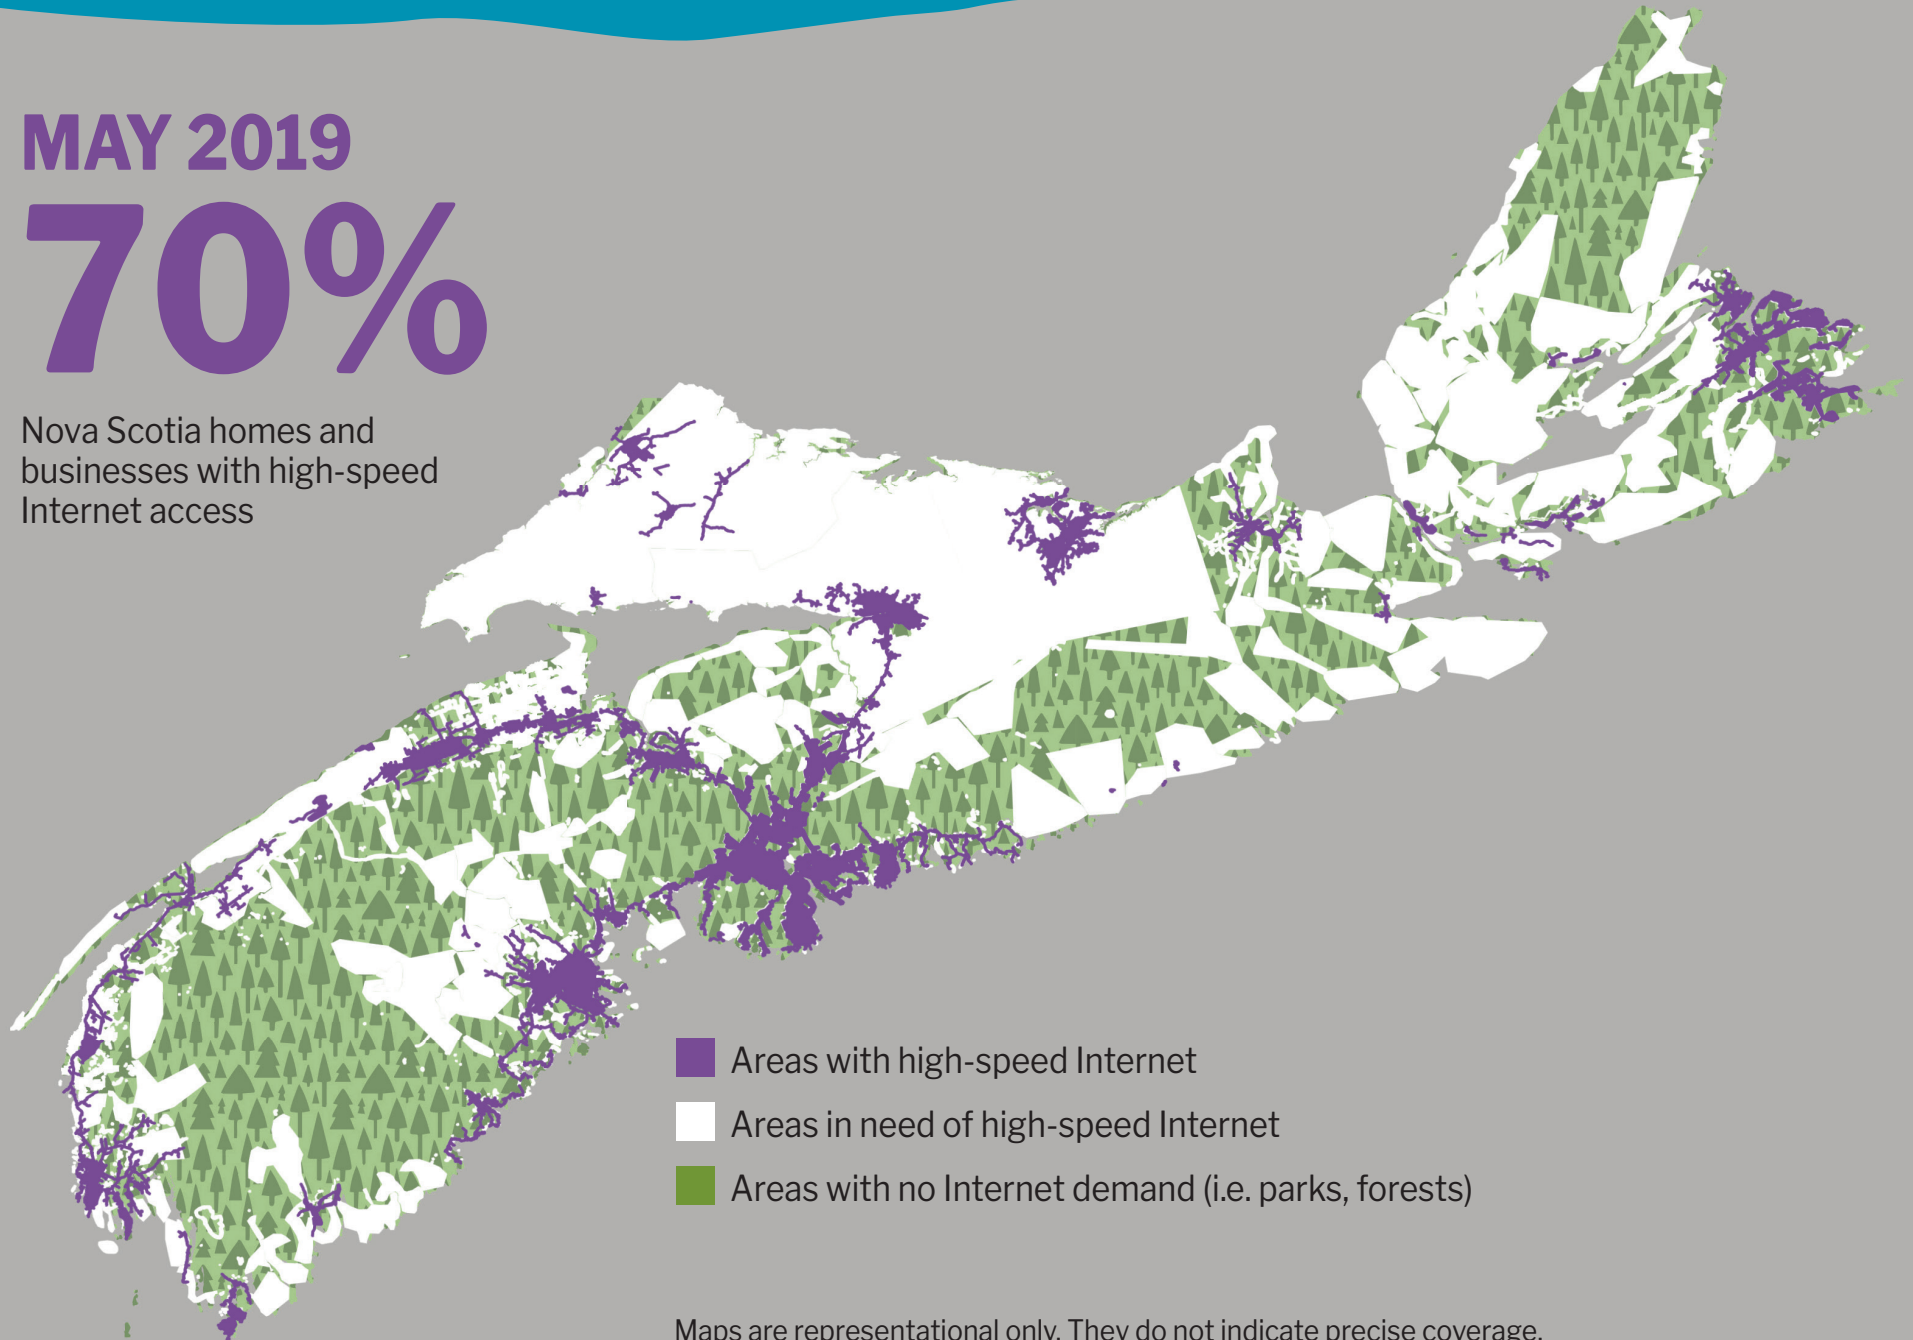 MAY 2019
70%
Nova Scotia homes and
businesses with high-speed
Internet access
Areas with high-speed Internet
Areas in need of high-speed Internet
Areas with no Internet demand (i.e. parks, forests)
Maps are representational only. They do not indicate precise coverage.